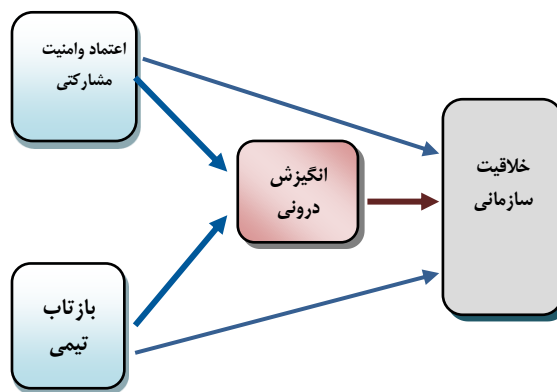 اعتماد وامنیت
مشارکتی
انگیزش
درونی
خلاقیت
سازمانی
بازتاب
تیمی